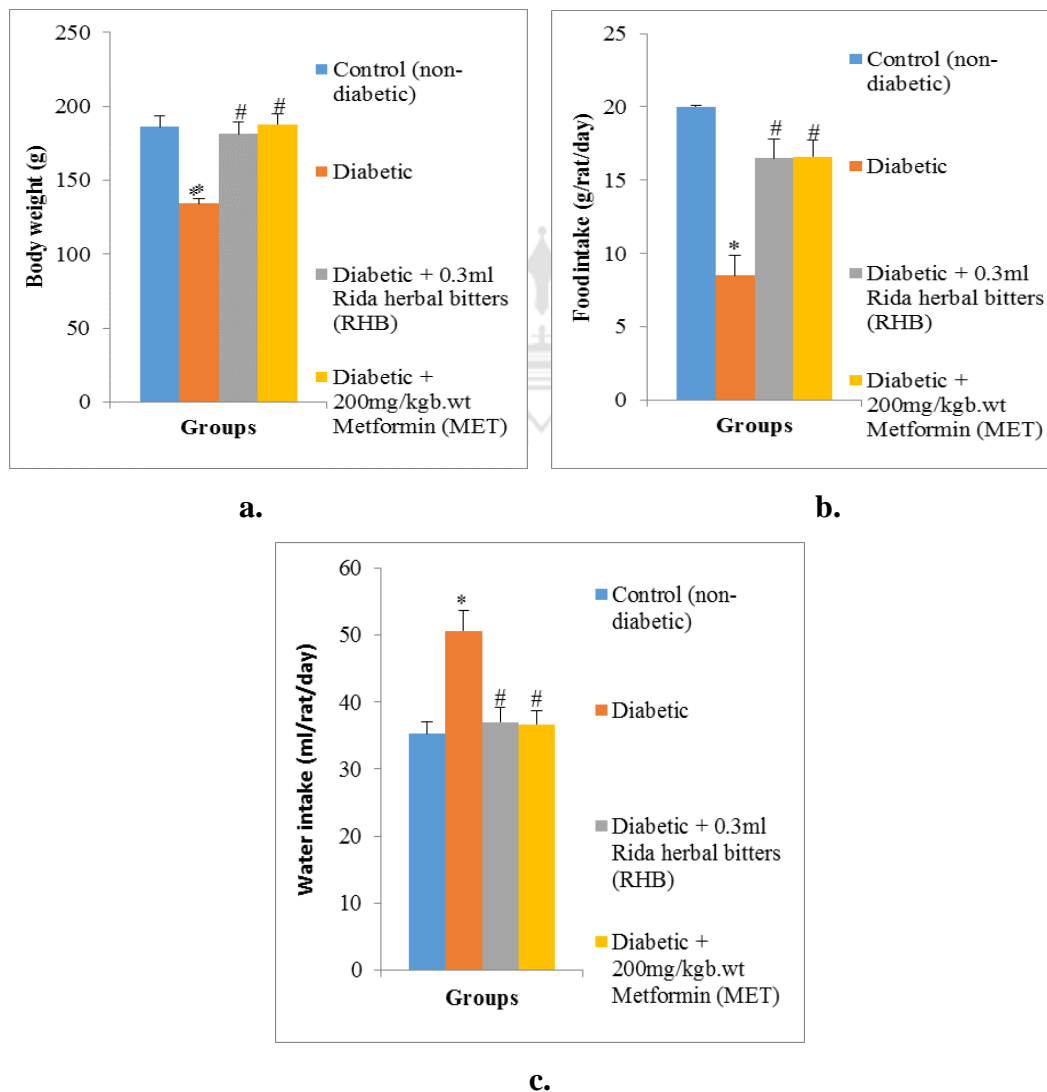 250
200
150
100
50
0
Body weight (g)
**
#
#
Groups
Control (non-
diabetic)
Diabetic
Diabetic + 0.3ml
Rida herbal bitters
(RHB)
Diabetic +
200mg/kgb.wt
Metformin (MET)
a.
25
20
15
10
5
0
Food intake (g/rat/day)
*
#
#
Groups
Control (non-
diabetic)
Diabetic
Diabetic + 0.3ml
Rida herbal bitters
(RHB)
Diabetic +
200mg/kgb.wt
Metformin (MET)
b.
60
50
40
30
20
10
0
Water intake (ml/rat/day)
*
#
#
Groups
Control (non-
diabetic)
Diabetic
Diabetic + 0.3ml
Rida herbal bitters
(RHB)
Diabetic +
200mg/kgb.wt
Metformin (MET)
c.